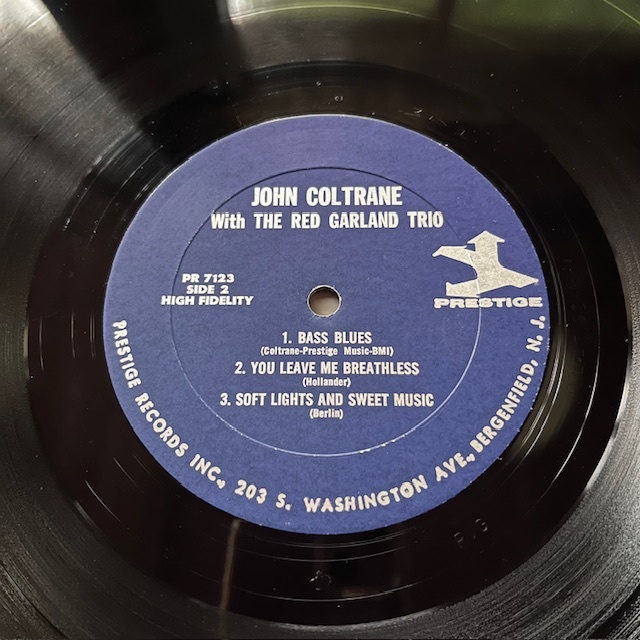 JOHN COLTRANE
With THE RED GARLAND TRIO
PR 7123
SIDE 2
HIGH FIDELITY
PRESTIGE
1. BASS BLUES
(Coltrane-Prestige Music-BMI)
2. YOU LEAVE ME BREATHLESS
(Hollander)
3. SOFT LIGHTS AND SWEET MUSIC
(Berlin)
PRESTIGE RECORDS INC., 203 S. WASHINGTON AVE., BERGENFIELD, N. J.